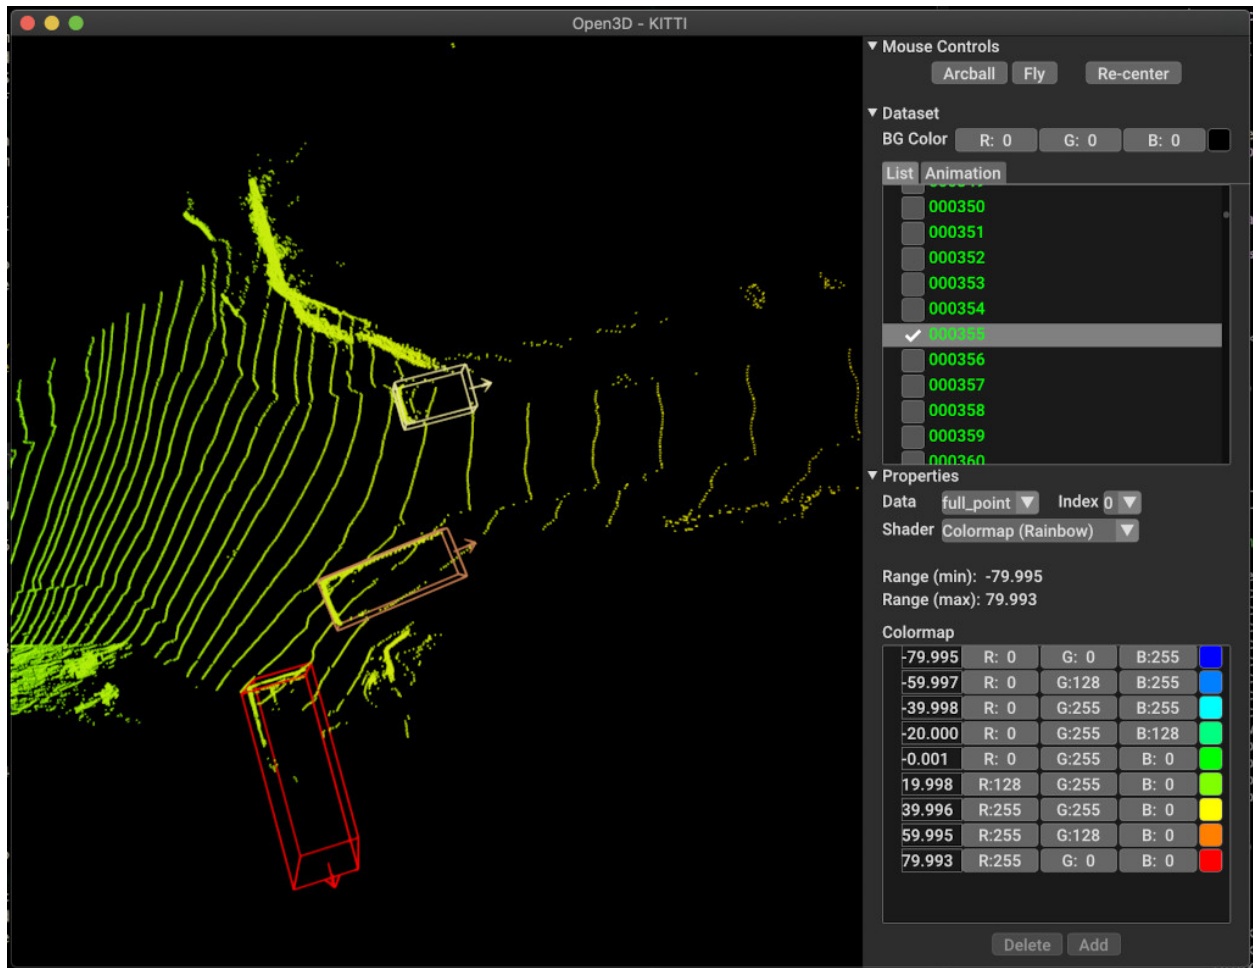 Open3D - KITTI
Mouse Controls
Arcball Fly Re-center
Dataset
BG Color R: 0 G: 0 B: 0
List Animation
000350
000351
000352
000353
000354
000355
000356
000357
000358
000359
000360
Properties
Data full_point Index 0
Shader Colormap (Rainbow)
Range (min): -79.995
Range (max): 79.993
Colormap
-79.995 R: 0 G: 0 B:255
-59.997 R: 0 G:128 B:255
-39.998 R: 0 G:255 B:255
-20.000 R: 0 G:255 B:128
-0.001 R: 0 G:255 B: 0
19.998 R:128 G:255 B: 0
39.996 R:255 G:255 B: 0
59.995 R:255 G:128 B: 0
79.993 R:255 G: 0 B: 0
Delete Add